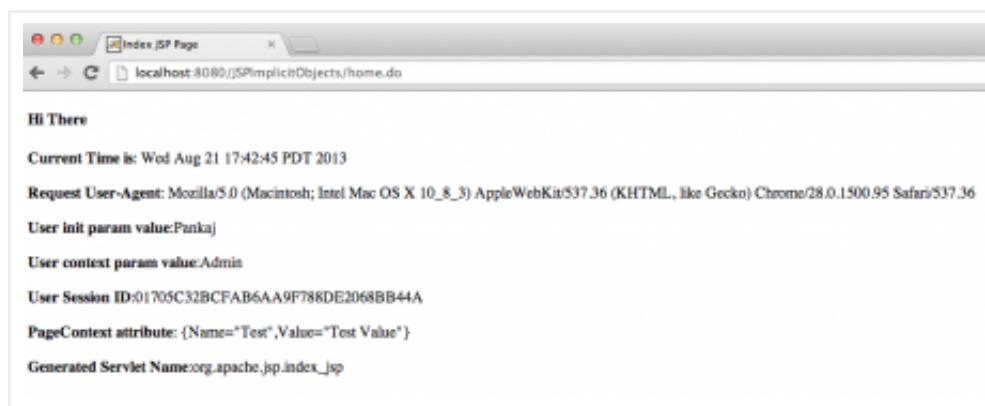 Index JSP Page
localhost:8080/JSPImplicitObjects/home.do
Hi There
Current Time is: Wed Aug 21 17:42:45 PDT 2013
Request User-Agent: Mozilla/5.0 (Macintosh; Intel Mac OS X 10_8_3) AppleWebKit/537.36 (KHTML, like Gecko) Chrome/28.0.1500.95 Safari/537.36
User init param value:Pankaj
User context param value:Admin
User Session ID:01705C32BCFAB6AA9F788DE2068BB44A
PageContext attribute: {Name="Test",Value="Test Value"}
Generated Servlet Name:org.apache.jsp.index_jsp